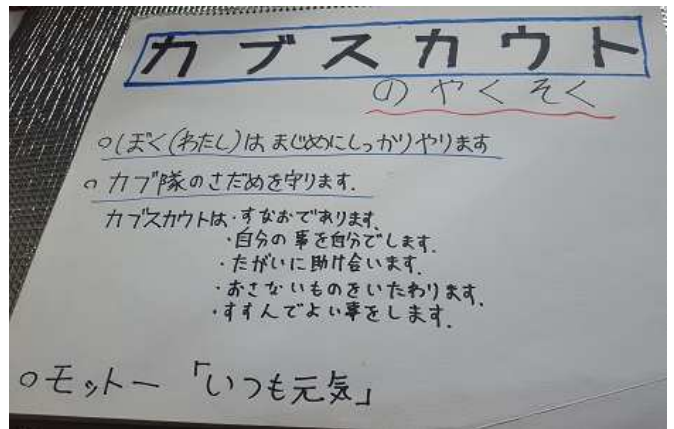 カブスカウト
のやくそく
○ぼく(わたし)はまじめにしっかりやります
○カブ隊のさだめを守ります.
カブスカウトは・すなおであります.
・自分の事を自分でします.
・たがいに助け合います.
・おさないものをいたわります.
・すすんでよい事をします.
○モットー「いつも元気」